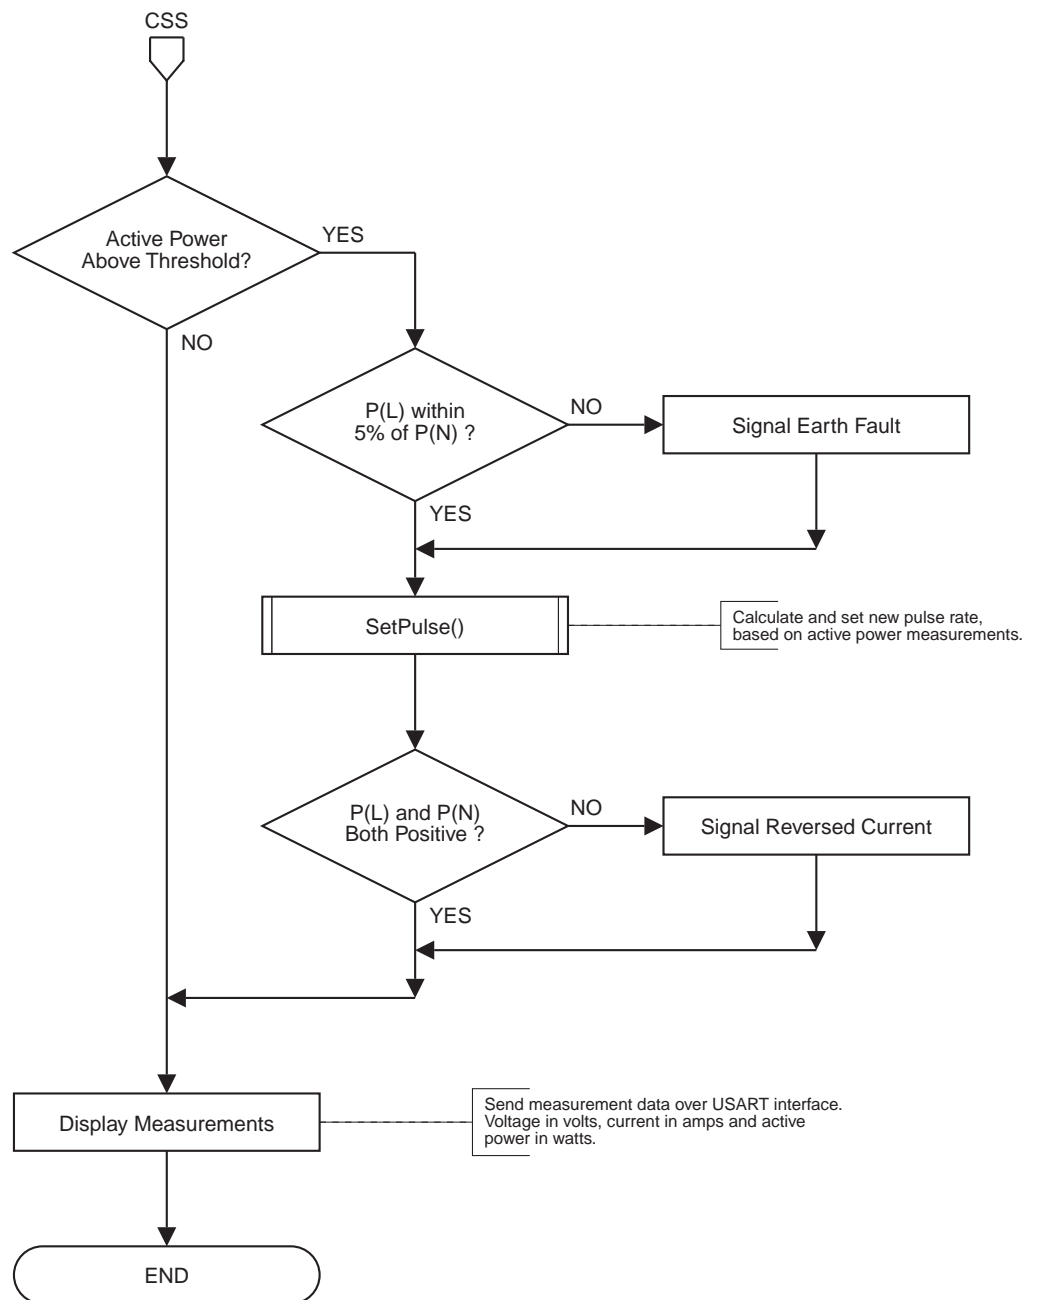 CSS
Active Power
Above Threshold?
YES
NO
P(L) within
5% of P(N) ?
NO
Signal Earth Fault
YES
SetPulse()
Calculate and set new pulse rate,
based on active power measurements.
P(L) and P(N)
Both Positive ?
NO
Signal Reversed Current
YES
Display Measurements
Send measurement data over USART interface.
Voltage in volts, current in amps and active
power in watts.
END